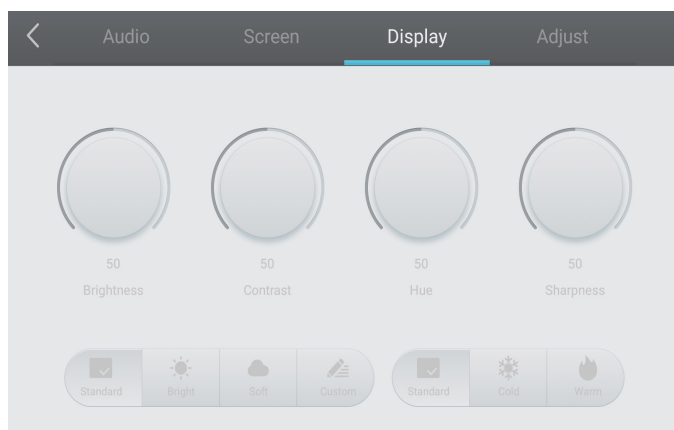 Audio Screen Display Adjust
50 50 50 50
Brightness Contrast Hue Sharpness
Standard Bright Soft Custom Standard Cold Warm